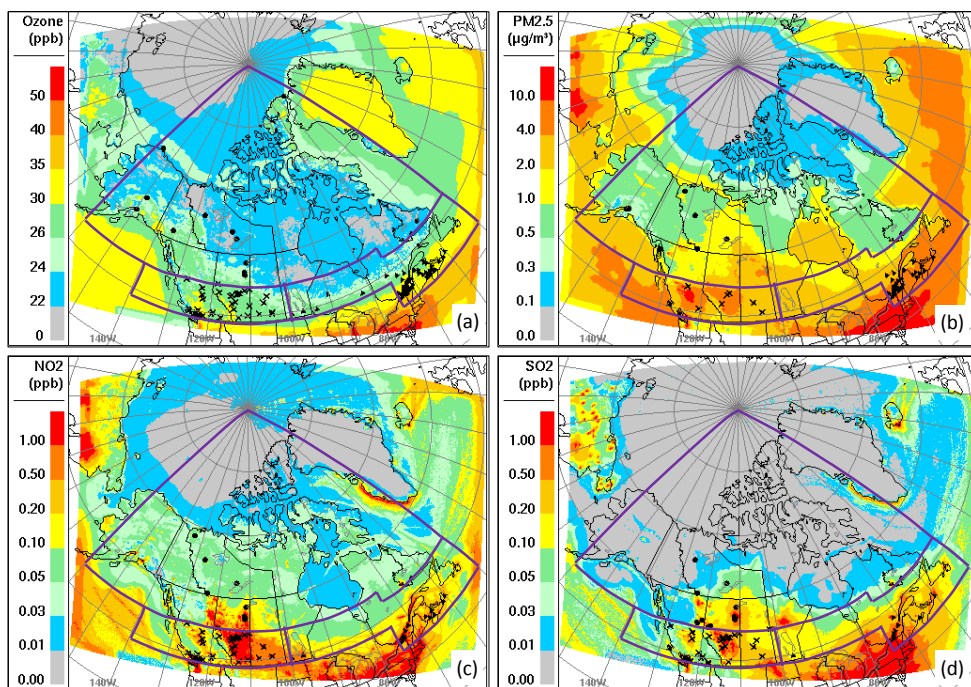 Ozone
(ppb)
50
40
35
30
26
24
22
0
140W
120W
100W
80W
(a)
PM2.5
(µg/m³)
10.0
4.0
2.0
1.0
0.5
0.3
0.1
0.0
140W
120W
100W
80W
(b)
NO2
(ppb)
1.00
0.50
0.20
0.10
0.05
0.03
0.01
0.00
140W
120W
100W
80W
(c)
SO2
(ppb)
1.00
0.50
0.20
0.10
0.05
0.03
0.01
0.00
140W
120W
100W
80W
(d)